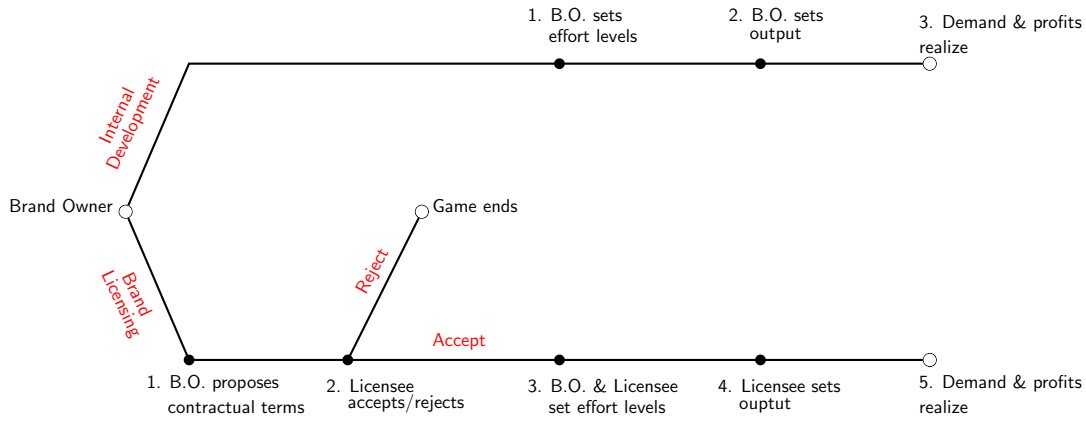 1. B.O. sets
effort levels
2. B.O. sets
output
3. Demand & profits
realize
Internal
Development
Brand Owner
Game ends
Brand
Licensing
Reject
Accept
1. B.O. proposes
contractual terms
2. Licensee
accepts/rejects
3. B.O. & Licensee
set effort levels
4. Licensee sets
ouptut
5. Demand & profits
realize